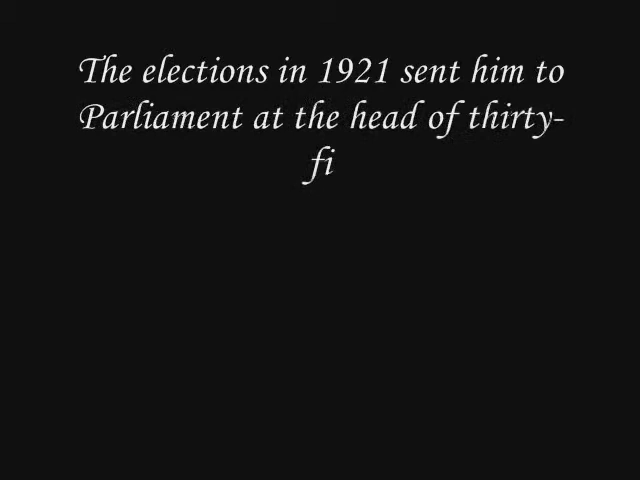 The elections in 1921 sent him to
Parliament at the head of thirty-
fi